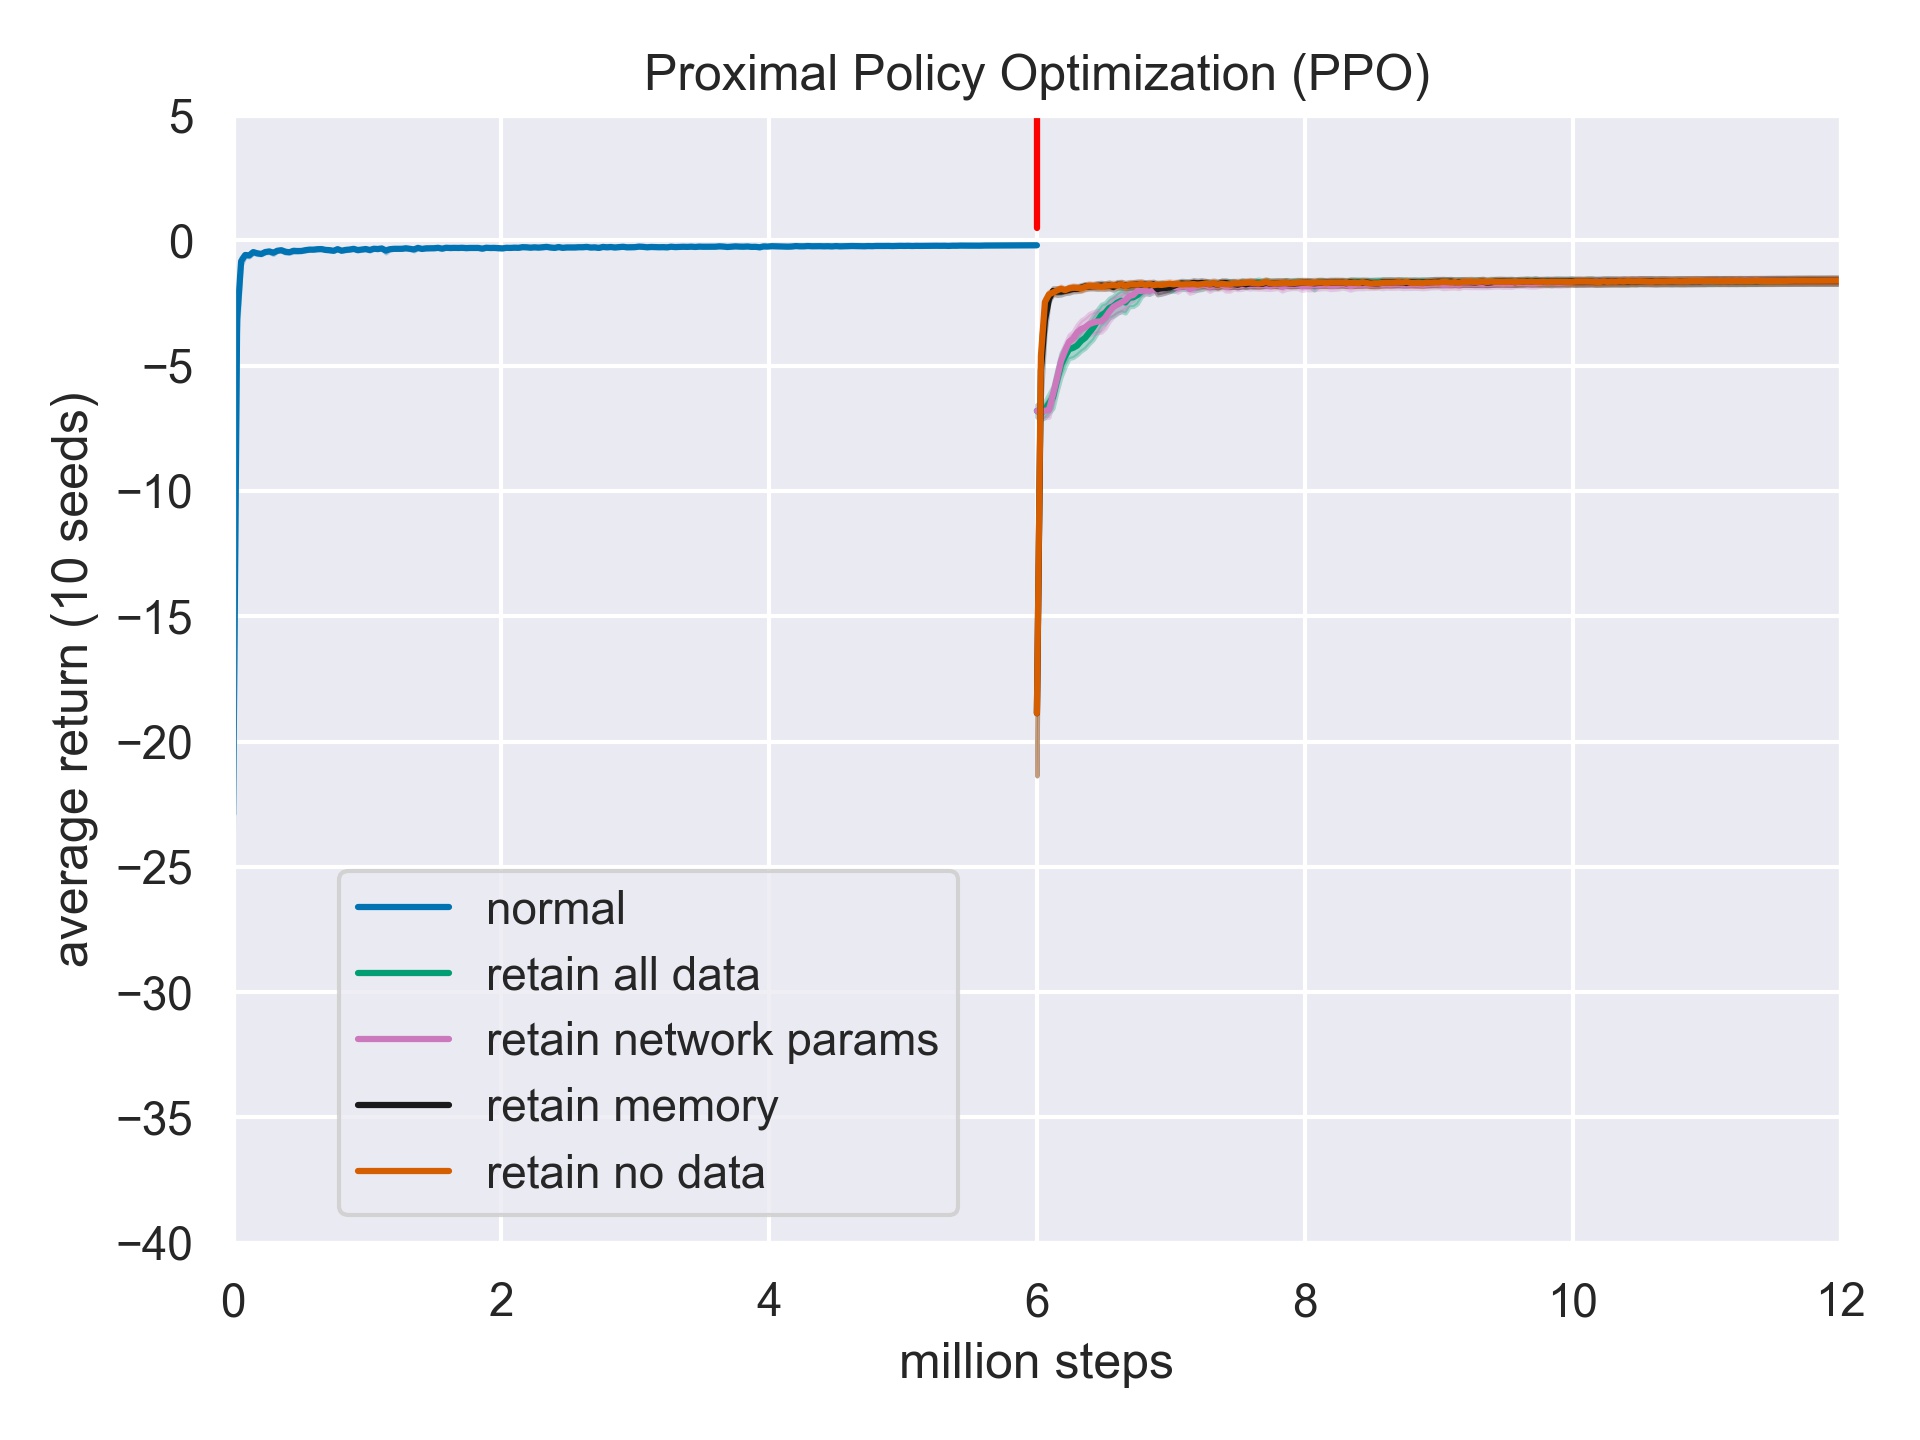 Proximal Policy Optimization (PPO)
5
0
−5
−10
−15
−20
−25
−30
−35
−40
average return (10 seeds)
normal
retain all data
retain network params
retain memory
retain no data
0 2 4 6 8 10 12
million steps